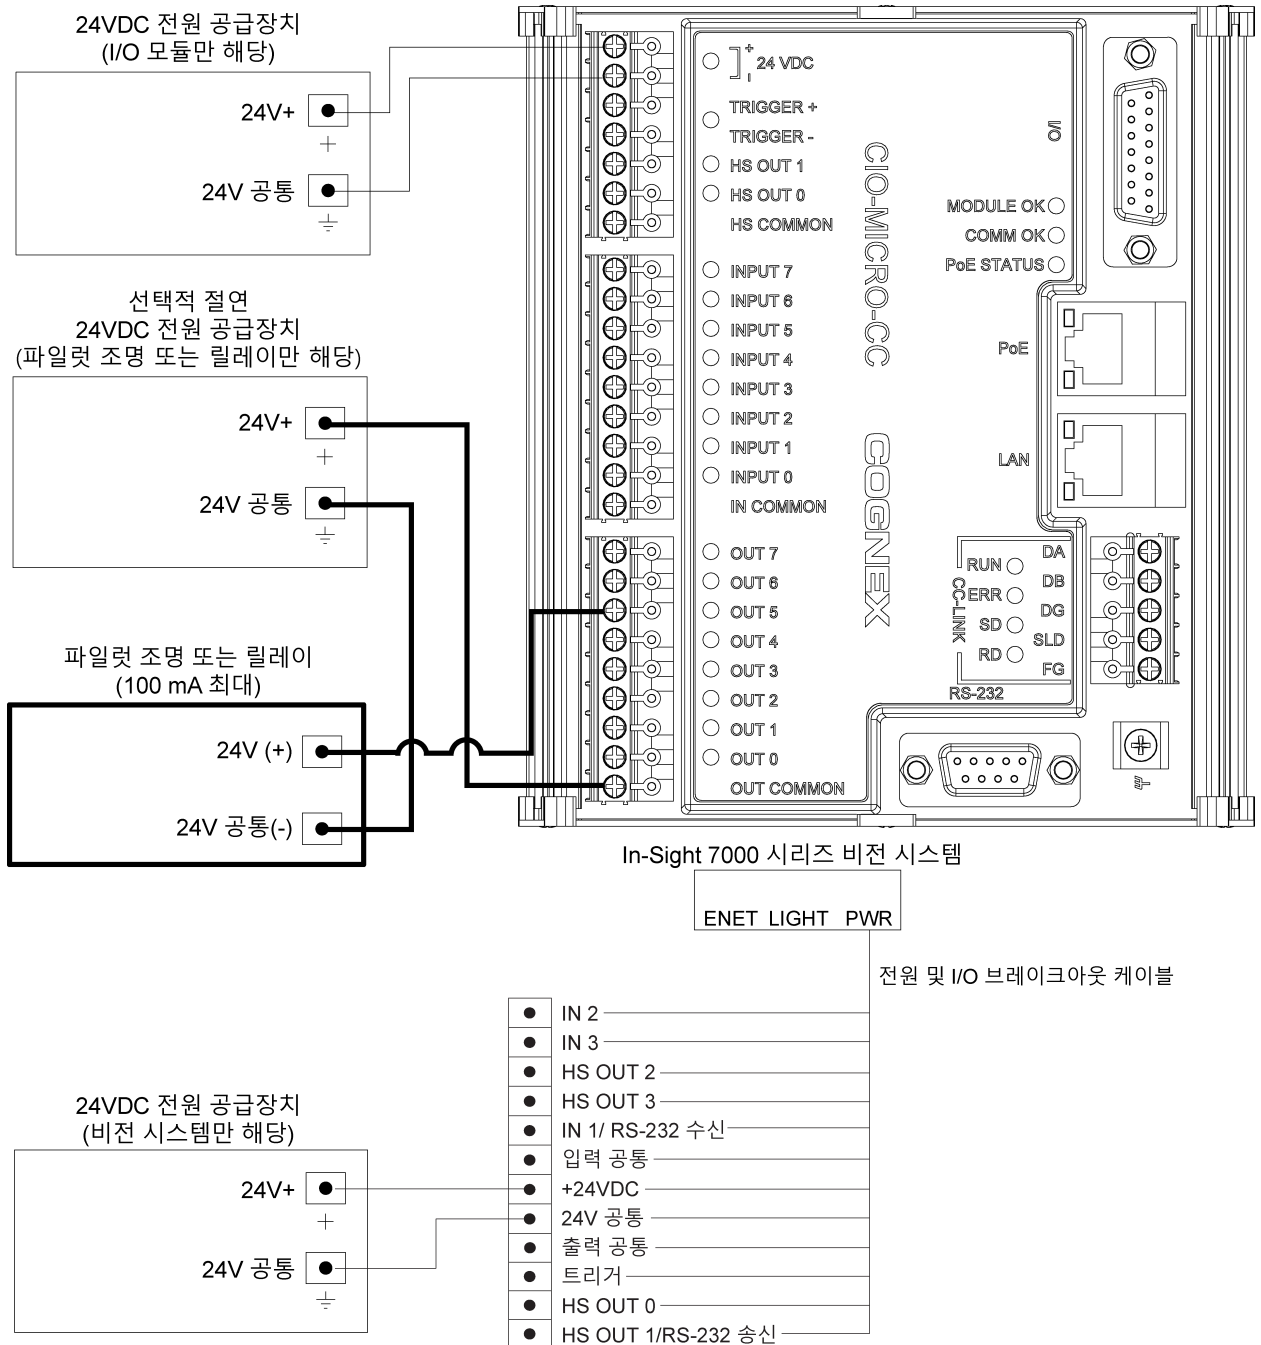 24VDC 전원 공급장치
(I/O 모듈만 해당)
24V+
+
24V 공통
선택적 절연
24VDC 전원 공급장치
(파일럿 조명 또는 릴레이만 해당)
24V+
+
24V 공통
파일럿 조명 또는 릴레이
(100 mA 최대)
24V (+)
24V 공통(-)
+
-
24 VDC
TRIGGER +
TRIGGER -
HS OUT 1
HS OUT 0
HS COMMON
INPUT 7
INPUT 6
INPUT 5
INPUT 4
INPUT 3
INPUT 2
INPUT 1
INPUT 0
IN COMMON
OUT 7
OUT 6
OUT 5
OUT 4
OUT 3
OUT 2
OUT 1
OUT 0
OUT COMMON
CIO-MICRO-CC
COGNEX
I/O
MODULE OK
COMM OK
PoE STATUS
PoE
LAN
CC-LINK
RUN
ERR
SD
RD
DA
DB
DG
SLD
FG
RS-232
In-Sight 7000 시리즈 비전 시스템
ENET LIGHT PWR
전원 및 I/O 브레이크아웃 케이블
IN 2
IN 3
HS OUT 2
HS OUT 3
IN 1/ RS-232 수신
입력 공통
+24VDC
24V 공통
출력 공통
트리거
HS OUT 0
HS OUT 1/RS-232 송신
24VDC 전원 공급장치
(비전 시스템만 해당)
24V+
+
24V 공통